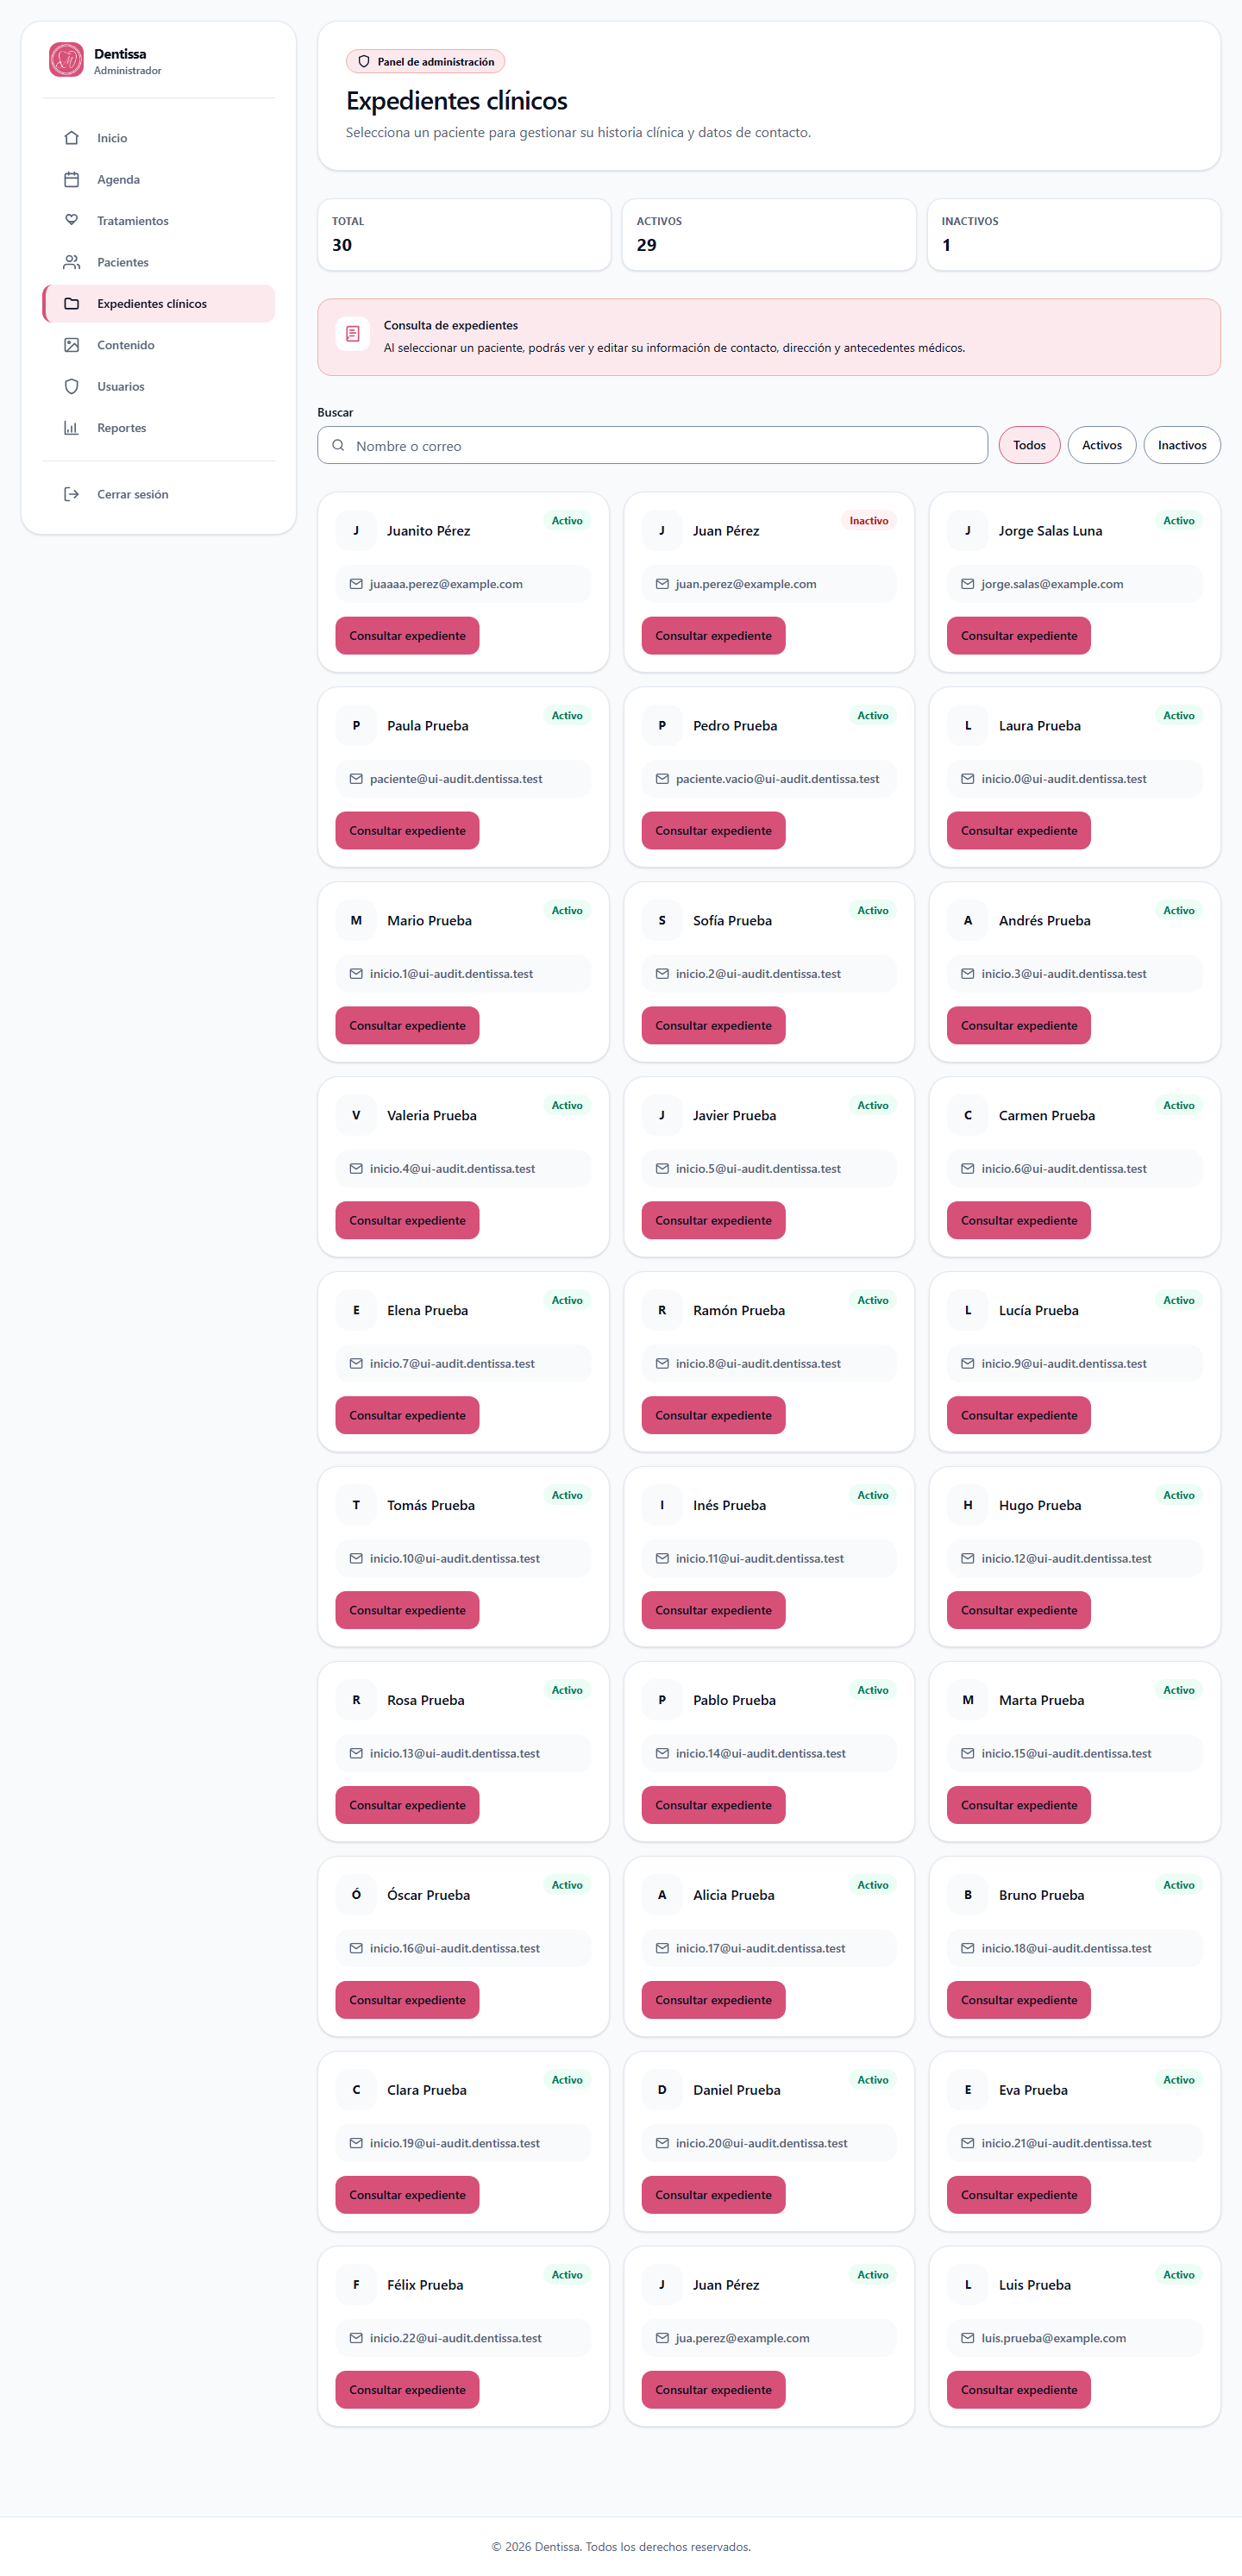 Dentissa
Administrador
Inicio
Agenda
Tratamientos
Pacientes
Expedientes clínicos
Contenido
Usuarios
Reportes
Cerrar sesión
Panel de administración
Expedientes clínicos
Selecciona un paciente para gestionar su historia clínica y datos de contacto.
TOTAL
30
ACTIVOS
29
INACTIVOS
1
Consulta de expedientes
Al seleccionar un paciente, podrás ver y editar su información de contacto, dirección y antecedentes médicos.
Buscar
Nombre o correo
Todos
Activos
Inactivos
J Juanito Pérez Activo
juaaaa.perez@example.com
Consultar expediente
J Juan Pérez Inactivo
juan.perez@example.com
Consultar expediente
J Jorge Salas Luna Activo
jorge.salas@example.com
Consultar expediente
P Paula Prueba Activo
paciente@ui-audit.dentissa.test
Consultar expediente
P Pedro Prueba Activo
paciente.vacio@ui-audit.dentissa.test
Consultar expediente
L Laura Prueba Activo
inicio.0@ui-audit.dentissa.test
Consultar expediente
M Mario Prueba Activo
inicio.1@ui-audit.dentissa.test
Consultar expediente
S Sofía Prueba Activo
inicio.2@ui-audit.dentissa.test
Consultar expediente
A Andrés Prueba Activo
inicio.3@ui-audit.dentissa.test
Consultar expediente
V Valeria Prueba Activo
inicio.4@ui-audit.dentissa.test
Consultar expediente
J Javier Prueba Activo
inicio.5@ui-audit.dentissa.test
Consultar expediente
C Carmen Prueba Activo
inicio.6@ui-audit.dentissa.test
Consultar expediente
E Elena Prueba Activo
inicio.7@ui-audit.dentissa.test
Consultar expediente
R Ramón Prueba Activo
inicio.8@ui-audit.dentissa.test
Consultar expediente
L Lucía Prueba Activo
inicio.9@ui-audit.dentissa.test
Consultar expediente
T Tomás Prueba Activo
inicio.10@ui-audit.dentissa.test
Consultar expediente
I Inés Prueba Activo
inicio.11@ui-audit.dentissa.test
Consultar expediente
H Hugo Prueba Activo
inicio.12@ui-audit.dentissa.test
Consultar expediente
R Rosa Prueba Activo
inicio.13@ui-audit.dentissa.test
Consultar expediente
P Pablo Prueba Activo
inicio.14@ui-audit.dentissa.test
Consultar expediente
M Marta Prueba Activo
inicio.15@ui-audit.dentissa.test
Consultar expediente
Ó Óscar Prueba Activo
inicio.16@ui-audit.dentissa.test
Consultar expediente
A Alicia Prueba Activo
inicio.17@ui-audit.dentissa.test
Consultar expediente
B Bruno Prueba Activo
inicio.18@ui-audit.dentissa.test
Consultar expediente
C Clara Prueba Activo
inicio.19@ui-audit.dentissa.test
Consultar expediente
D Daniel Prueba Activo
inicio.20@ui-audit.dentissa.test
Consultar expediente
E Eva Prueba Activo
inicio.21@ui-audit.dentissa.test
Consultar expediente
F Félix Prueba Activo
inicio.22@ui-audit.dentissa.test
Consultar expediente
J Juan Pérez Activo
jua.perez@example.com
Consultar expediente
L Luis Prueba Activo
luis.prueba@example.com
Consultar expediente
© 2026 Dentissa. Todos los derechos reservados.